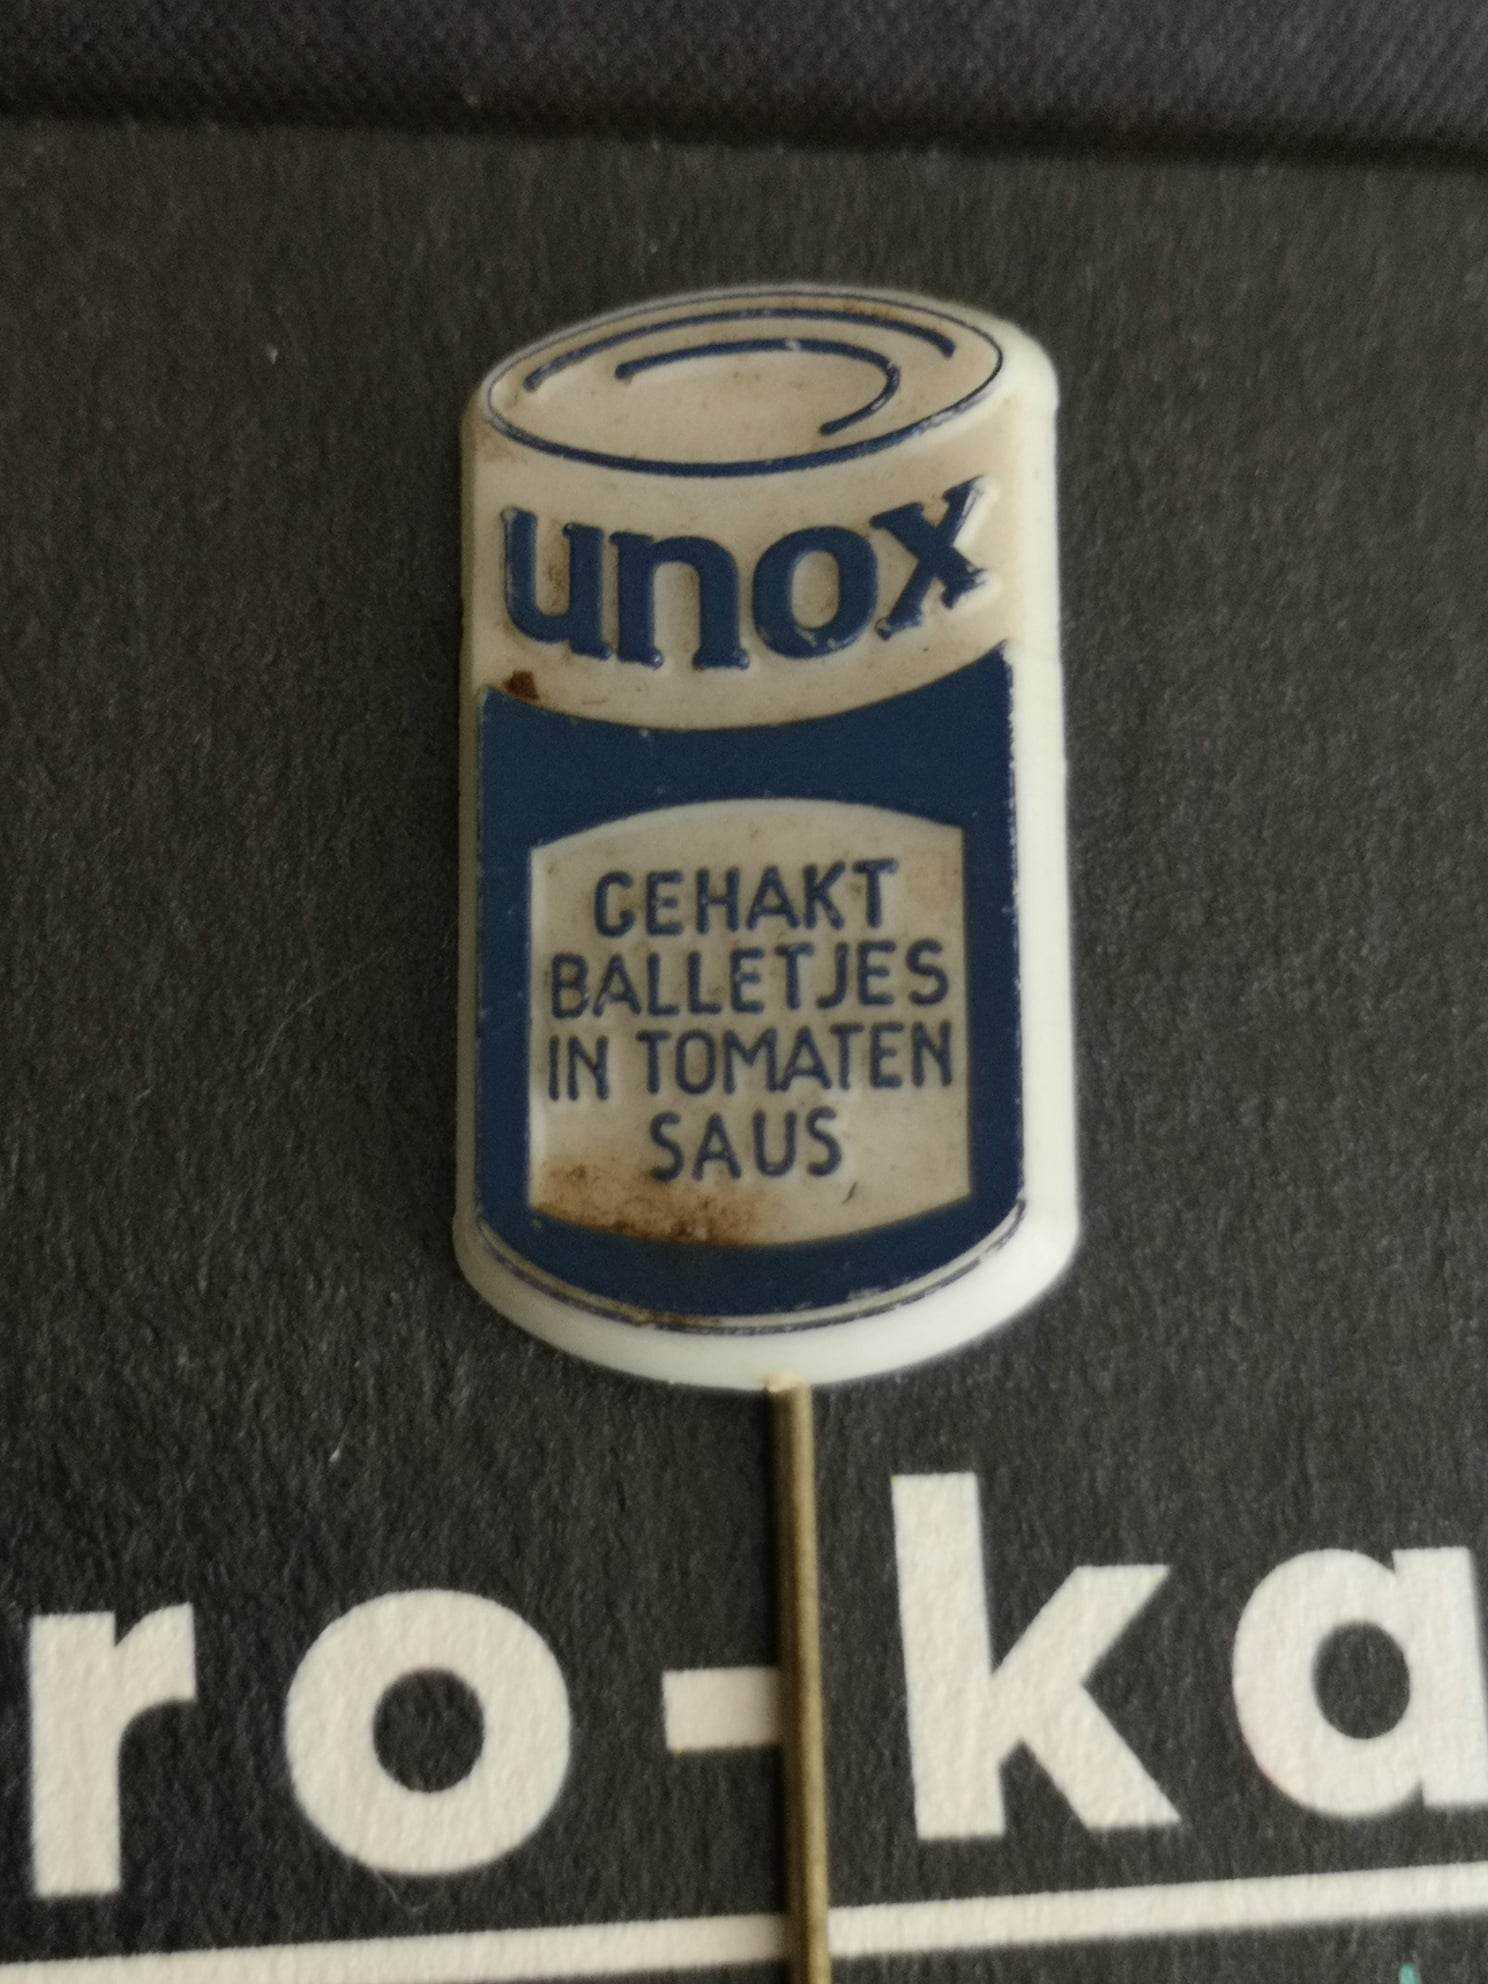 unox
GEHAKT
BALLETJES
IN TOMATEN
SAUS
ro-ka